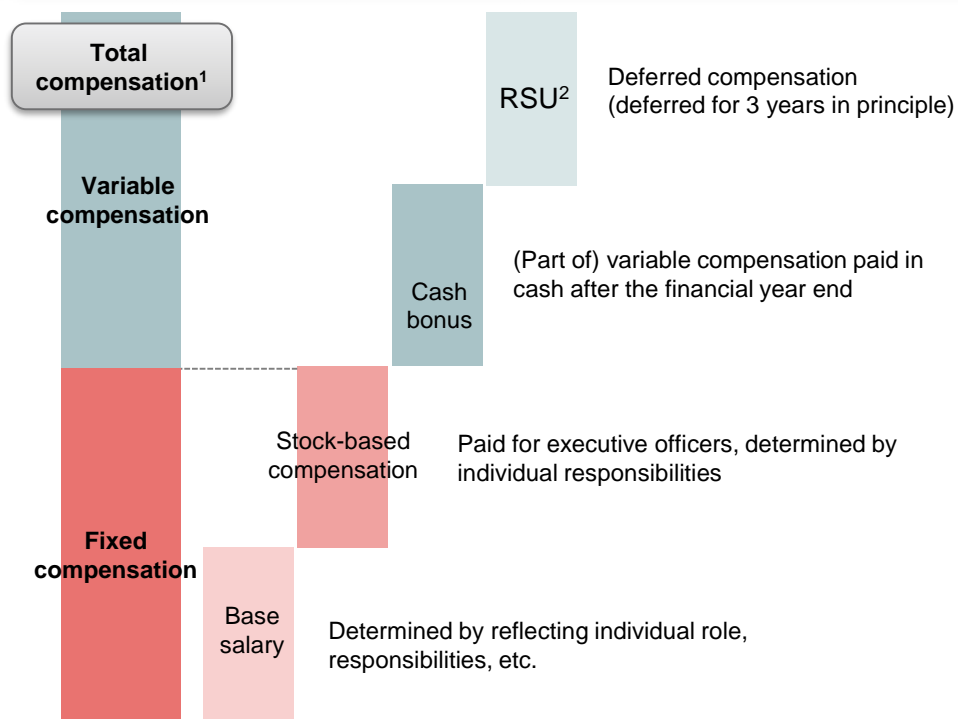 Total
compensation¹
RSU²
Deferred compensation
(deferred for 3 years in principle)
Variable
compensation
Cash
bonus
(Part of) variable compensation paid in
cash after the financial year end
Stock-based
compensation
Paid for executive officers, determined by
individual responsibilities
Fixed
compensation
Base
salary
Determined by reflecting individual role,
responsibilities, etc.